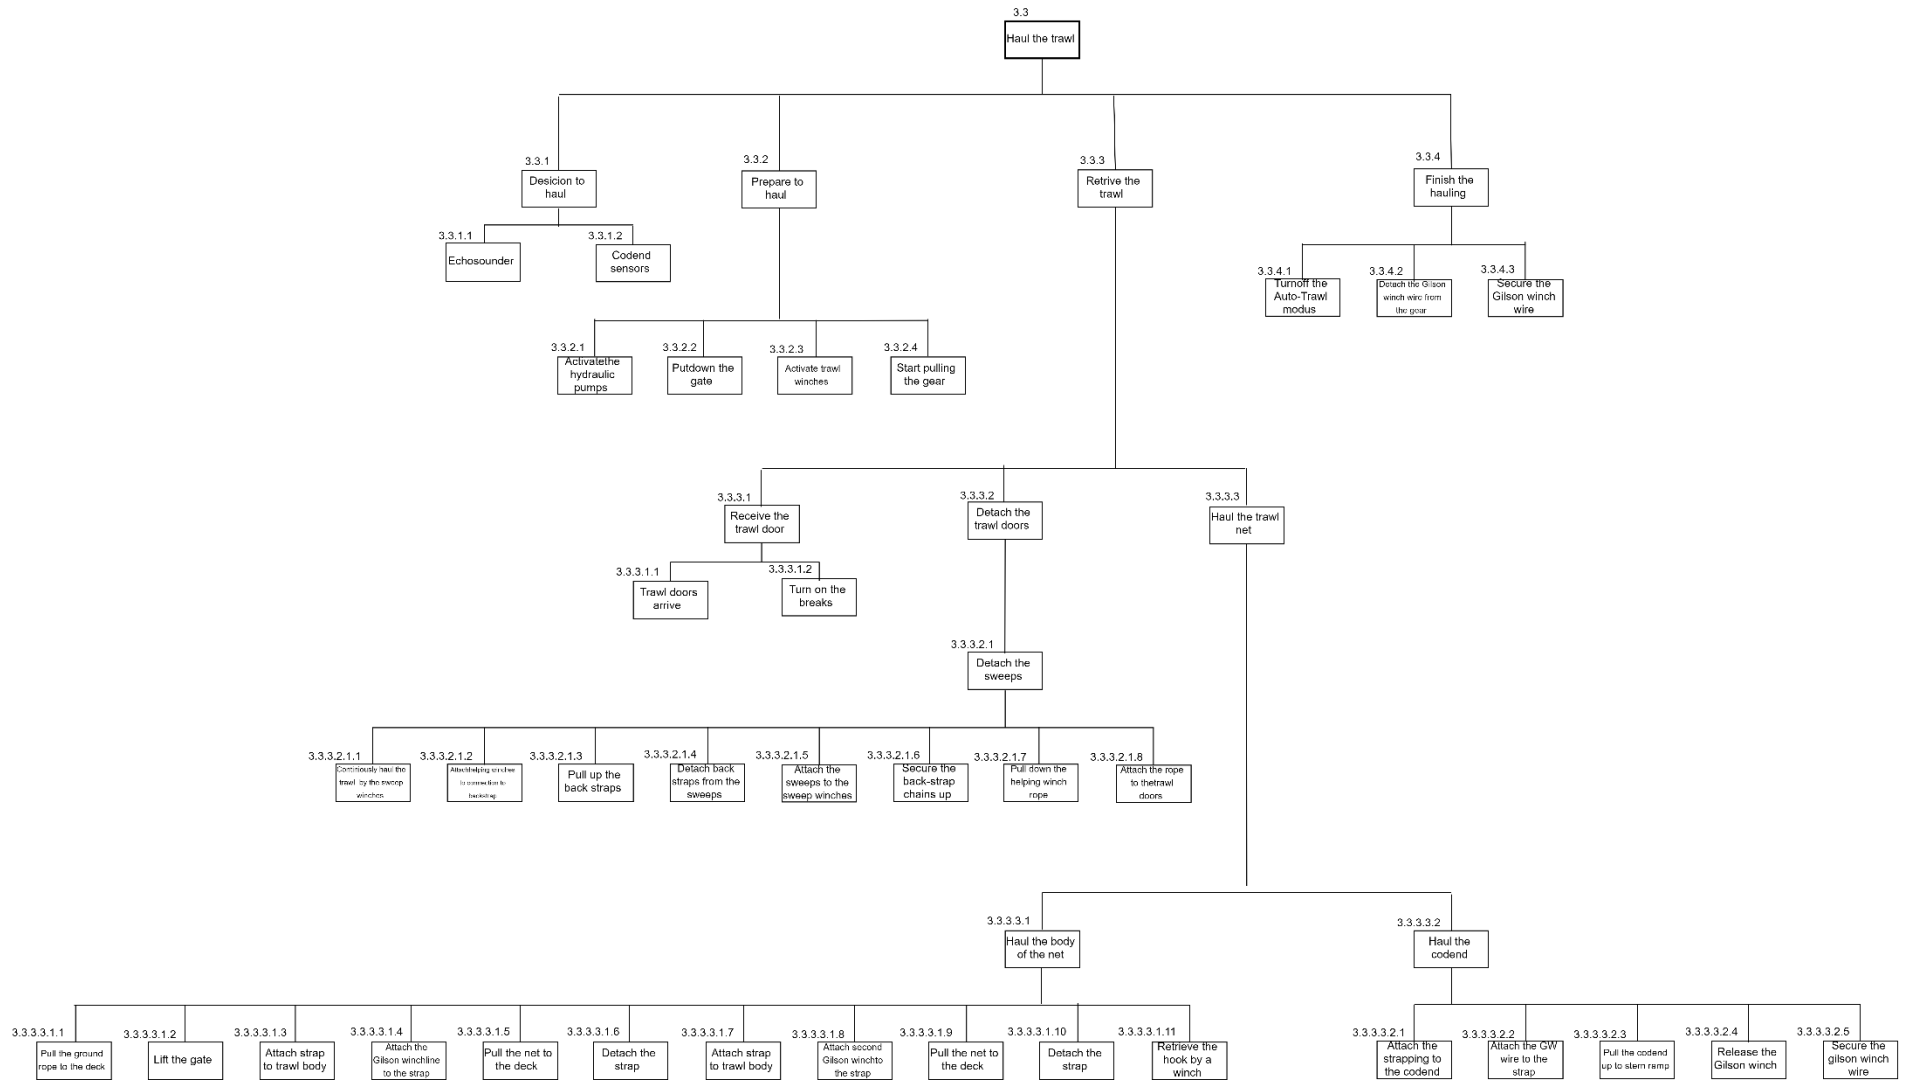 3.3
Haul the trawl
3.3.1
Desicion to
haul
3.3.2
Prepare to
haul
3.3.3
Retrive the
trawl
3.3.4
Finish the
hauling
3.3.1.1
Echosounder
3.3.1.2
Codend
sensors
3.3.4.1
Turnoff the
Auto-Trawl
modus
3.3.4.2
Detach the Gilson
winch wire from
the gear
3.3.4.3
Secure the
Gilson winch
wire
3.3.2.1
Activatethe
hydraulic
pumps
3.3.2.2
Putdown the
gate
3.3.2.3
Activate trawl
winches
3.3.2.4
Start pulling
the gear
3.3.3.1
Receive the
trawl door
3.3.3.2
Detach the
trawl doors
3.3.3.3
Haul the trawl
net
3.3.3.1.1
Trawl doors
arrive
3.3.3.1.2
Turn on the
breaks
3.3.3.2.1
Detach the
sweeps
3.3.3.2.1.1
Continiously haul the
trawl by the sweep
winches
3.3.3.2.1.2
Attachhelping winches
to connection to
backstrap
3.3.3.2.1.3
Pull up the
back straps
3.3.3.2.1.4
Detach back
straps from the
sweeps
3.3.3.2.1.5
Attach the
sweeps to the
sweep winches
3.3.3.2.1.6
Secure the
back-strap
chains up
3.3.3.2.1.7
Pull down the
helping winch
rope
3.3.3.2.1.8
Attach the rope
to thetrawl
doors
3.3.3.3.1
Haul the body
of the net
3.3.3.3.2
Haul the
codend
3.3.3.3.1.1
Pull the ground
rope to the deck
3.3.3.3.1.2
Lift the gate
3.3.3.3.1.3
Attach strap
to trawl body
3.3.3.3.1.4
Attach the
Gilson winchline
to the strap
3.3.3.3.1.5
Pull the net to
the deck
3.3.3.3.1.6
Detach the
strap
3.3.3.3.1.7
Attach strap
to trawl body
3.3.3.3.1.8
Attach second
Gilson winchto
the strap
3.3.3.3.1.9
Pull the net to
the deck
3.3.3.3.1.10
Detach the
strap
3.3.3.3.1.11
Retrieve the
hook by a
winch
3.3.3.3.2.1
Attach the
strapping to
the codend
3.3.3.3.2.2
Attach the GW
wire to the
strap
3.3.3.3.2.3
Pull the codend
up to stern ramp
3.3.3.3.2.4
Release the
Gilson winch
3.3.3.3.2.5
Secure the
gilson winch
wire